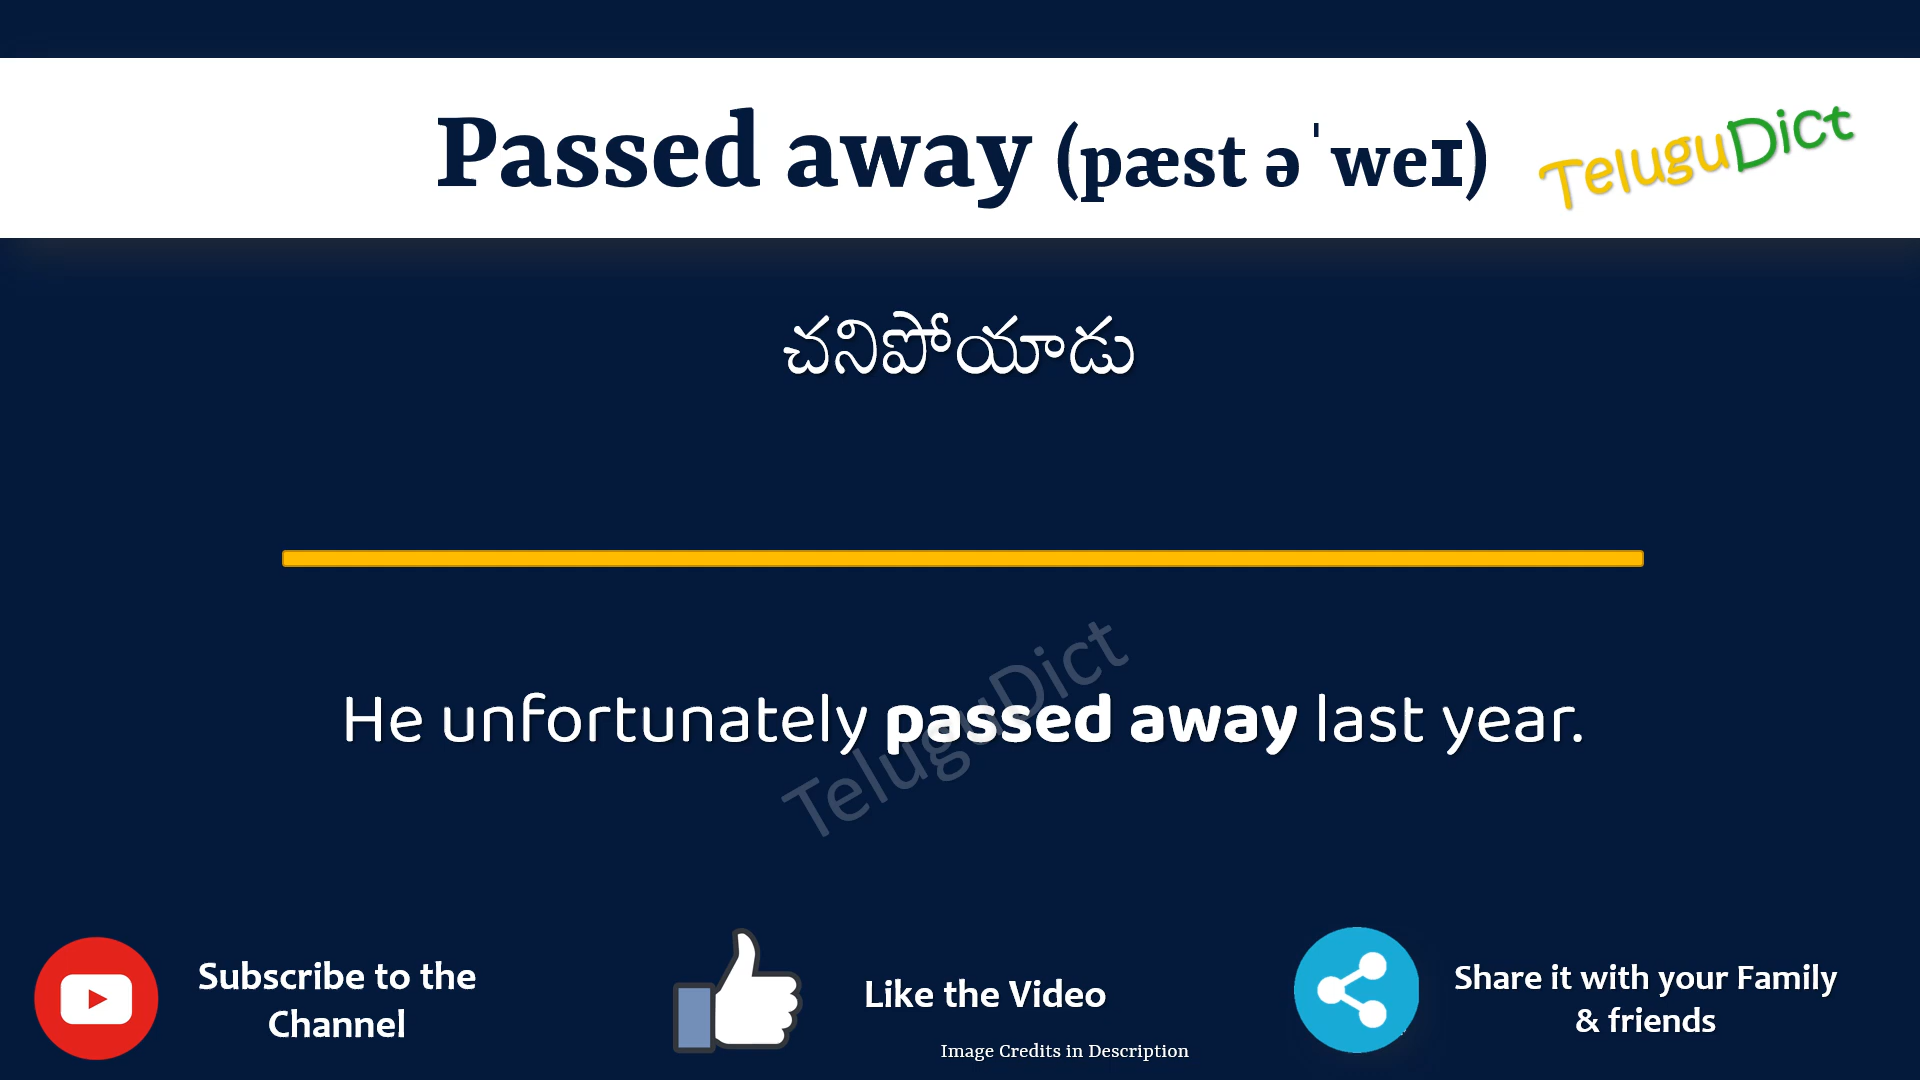 Passed away (pæst əˈweɪ)
TeluguDict
చనిపోయాడు
He unfortunately passed away last year.
TeluguDict
Subscribe to the
Channel
Like the Video
Share it with your Family
& friends
Image Credits in Description